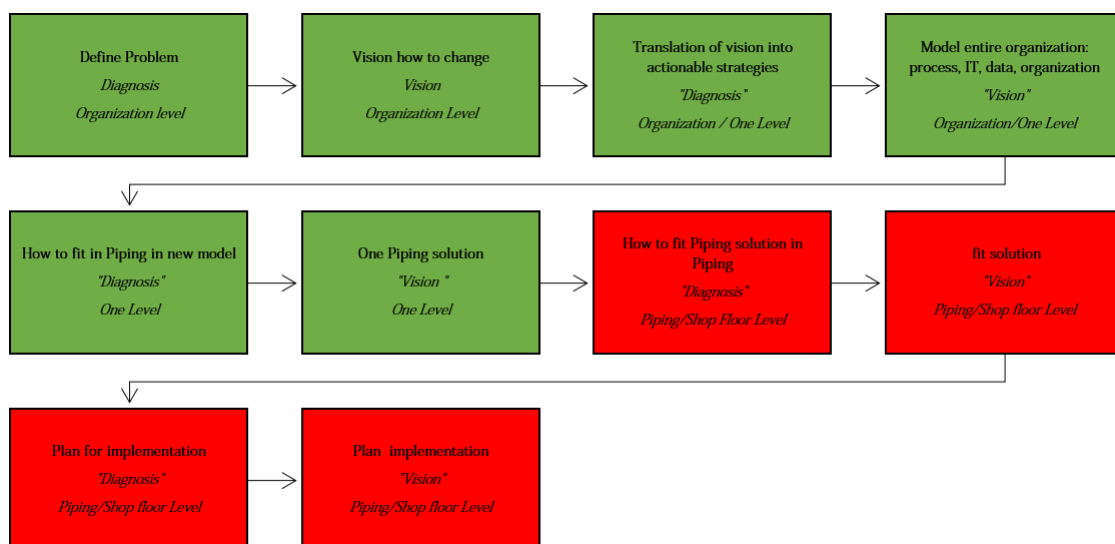 Define Problem
Diagnosis
Organization level
Vision how to change
Vision
Organization Level
Translation of vision into
actionable strategies
"Diagnosis"
Organization / One Level
Model entire organization:
process, IT, data, organization
"Vision"
Organization/One Level
How to fit in Piping in new model
"Diagnosis"
One Level
One Piping solution
"Vision "
One Level
How to fit Piping solution in
Piping
"Diagnosis"
Piping/Shop Floor Level
fit solution
"Vision"
Piping/Shop floor Level
Plan for implementation
"Diagnosis"
Piping/Shop floor Level
Plan implementation
"Vision"
Piping/Shop floor Level